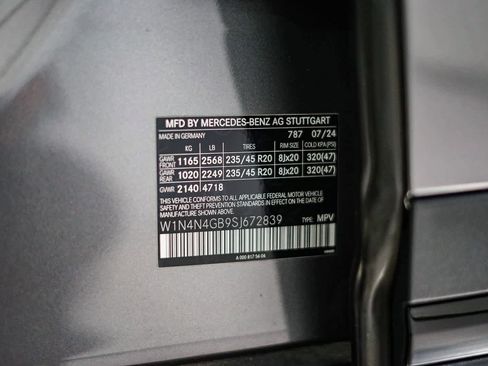 MFD BY MERCEDES-BENZ AG STUTTGART
MADE IN GERMANY 787 07/24
KG LB TIRES RIM SIZE COLD KPA (PSI)
GAWR FRONT 1165 2568 235/45 R20 8Jx20 320(47)
GAWR REAR 1020 2249 235/45 R20 8Jx20 320(47)
GVWR 2140 4718
THIS VEHICLE CONFORMS TO ALL APPLICABLE FEDERAL MOTOR VEHICLE
SAFETY AND THEFT PREVENTION STANDARDS IN EFFECT ON THE DATE OF
MANUFACTURE SHOWN ABOVE.
W1N4N4GB9SJ672839 TYPE: MPV
A 000 817 54 06